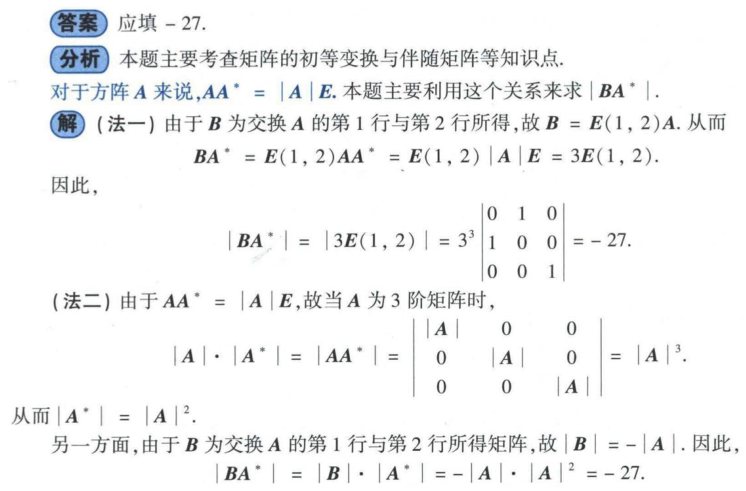 答案 应填 - 27.
分析 本题主要考查矩阵的初等变换与伴随矩阵等知识点.
对于方阵 A 来说,AA* = |A|E. 本题主要利用这个关系来求|BA*|.
解 (法一) 由于 B 为交换 A 的第 1 行与第 2 行所得,故 B = E(1, 2)A. 从而
BA* = E(1, 2)AA* = E(1, 2)|A|E = 3E(1, 2).
因此,
|BA*| = |3E(1, 2)| = 3³ |0 1 0
1 0 0
0 0 1| = - 27.
(法二) 由于 AA* = |A|E,故当 A 为 3 阶矩阵时,
|A|·|A*| = |AA*| = ||A| 0 0
0 |A| 0
0 0 |A|| = |A|³.
从而|A*| = |A|².
另一方面,由于 B 为交换 A 的第 1 行与第 2 行所得矩阵,故|B| = -|A|. 因此,
|BA*| = |B|·|A*| = -|A|·|A|² = - 27.